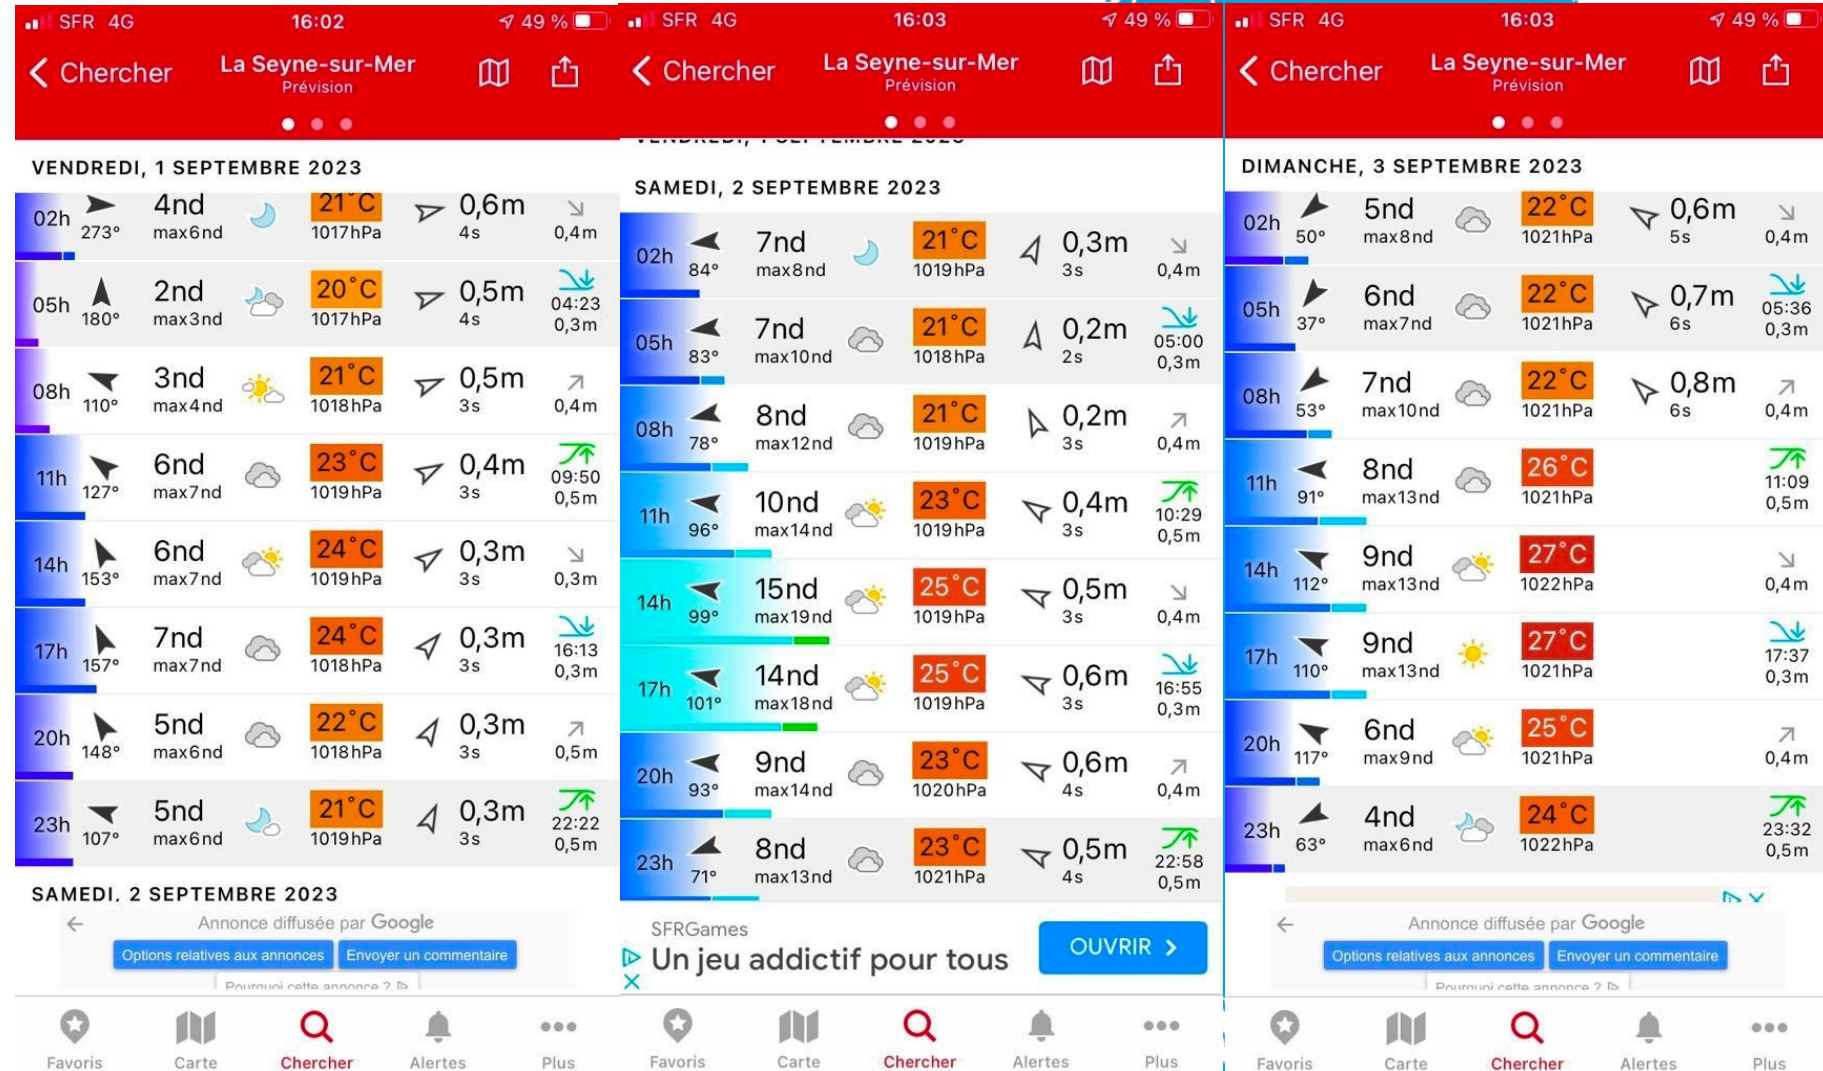 SFR 4G 16:02 49 %
Chercher La Seyne-sur-Mer
Prévision
VENDREDI, 1 SEPTEMBRE 2023
02h 273° 4nd max6nd 21°C 1017hPa 0,6m 4s 0,4m
05h 180° 2nd max3nd 20°C 1017hPa 0,5m 4s 04:23 0,3m
08h 110° 3nd max4nd 21°C 1018hPa 0,5m 3s 0,4m
11h 127° 6nd max7nd 23°C 1019hPa 0,4m 3s 09:50 0,5m
14h 153° 6nd max7nd 24°C 1019hPa 0,3m 3s 0,3m
17h 157° 7nd max7nd 24°C 1018hPa 0,3m 3s 16:13 0,3m
20h 148° 5nd max6nd 22°C 1018hPa 0,3m 3s 0,5m
23h 107° 5nd max6nd 21°C 1019hPa 0,3m 3s 22:22 0,5m
SAMEDI, 2 SEPTEMBRE 2023
Annonce diffusée par Google
Options relatives aux annonces Envoyer un commentaire
Pourquoi cette annonce ?
Favoris Carte Chercher Alertes Plus
SFR 4G 16:03 49 %
Chercher La Seyne-sur-Mer
Prévision
VENDREDI, 1 SEPTEMBRE 2023
SAMEDI, 2 SEPTEMBRE 2023
02h 84° 7nd max8nd 21°C 1019hPa 0,3m 3s 0,4m
05h 83° 7nd max10nd 21°C 1018hPa 0,2m 2s 05:00 0,3m
08h 78° 8nd max12nd 21°C 1019hPa 0,2m 3s 0,4m
11h 96° 10nd max14nd 23°C 1019hPa 0,4m 3s 10:29 0,5m
14h 99° 15nd max19nd 25°C 1019hPa 0,5m 3s 0,4m
17h 101° 14nd max18nd 25°C 1019hPa 0,6m 3s 16:55 0,3m
20h 93° 9nd max14nd 23°C 1020hPa 0,6m 4s 0,4m
23h 71° 8nd max13nd 23°C 1021hPa 0,5m 4s 22:58 0,5m
SFRGames
Un jeu addictif pour tous
OUVRIR
Favoris Carte Chercher Alertes Plus
SFR 4G 16:03 49 %
Chercher La Seyne-sur-Mer
Prévision
DIMANCHE, 3 SEPTEMBRE 2023
02h 50° 5nd max8nd 22°C 1021hPa 0,6m 5s 0,4m
05h 37° 6nd max7nd 22°C 1021hPa 0,7m 6s 05:36 0,3m
08h 53° 7nd max10nd 22°C 1021hPa 0,8m 6s 0,4m
11h 91° 8nd max13nd 26°C 1021hPa 11:09 0,5m
14h 112° 9nd max13nd 27°C 1022hPa 0,4m
17h 110° 9nd max13nd 27°C 1021hPa 17:37 0,3m
20h 117° 6nd max9nd 25°C 1021hPa 0,4m
23h 63° 4nd max6nd 24°C 1022hPa 23:32 0,5m
Annonce diffusée par Google
Options relatives aux annonces Envoyer un commentaire
Pourquoi cette annonce ?
Favoris Carte Chercher Alertes Plus